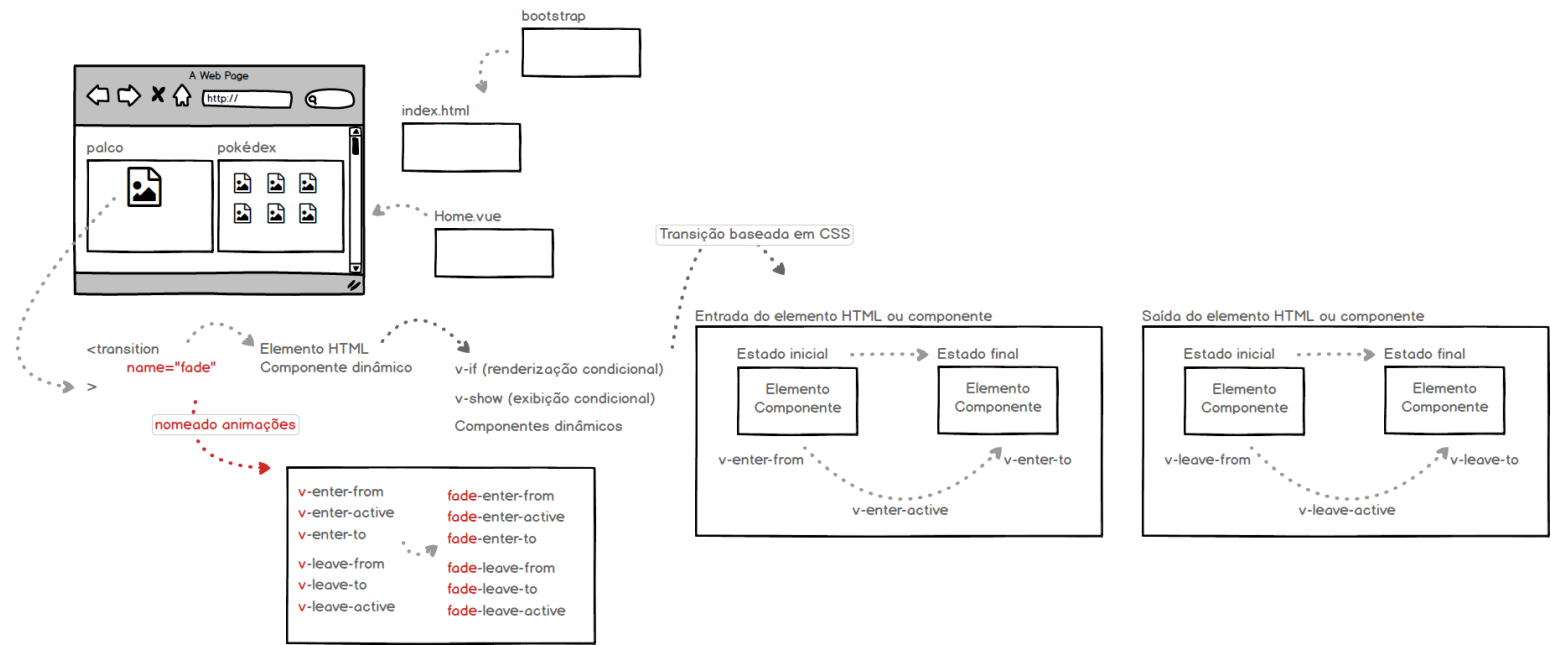 bootstrap
A Web Page
http://
index.html
palco
pokédex
Home.vue
Transição baseada em CSS
<transition
name="fade"
>
Elemento HTML
Componente dinâmico
v-if (renderização condicional)
v-show (exibição condicional)
Componentes dinâmicos
nomeado animações
v-enter-from
v-enter-active
v-enter-to
v-leave-from
v-leave-to
v-leave-active
fade-enter-from
fade-enter-active
fade-enter-to
fade-leave-from
fade-leave-to
fade-leave-active
Entrada do elemento HTML ou componente
Estado inicial
Estado final
Elemento
Componente
Elemento
Componente
v-enter-from
v-enter-to
v-enter-active
Saída do elemento HTML ou componente
Estado inicial
Estado final
Elemento
Componente
Elemento
Componente
v-leave-from
v-leave-to
v-leave-active